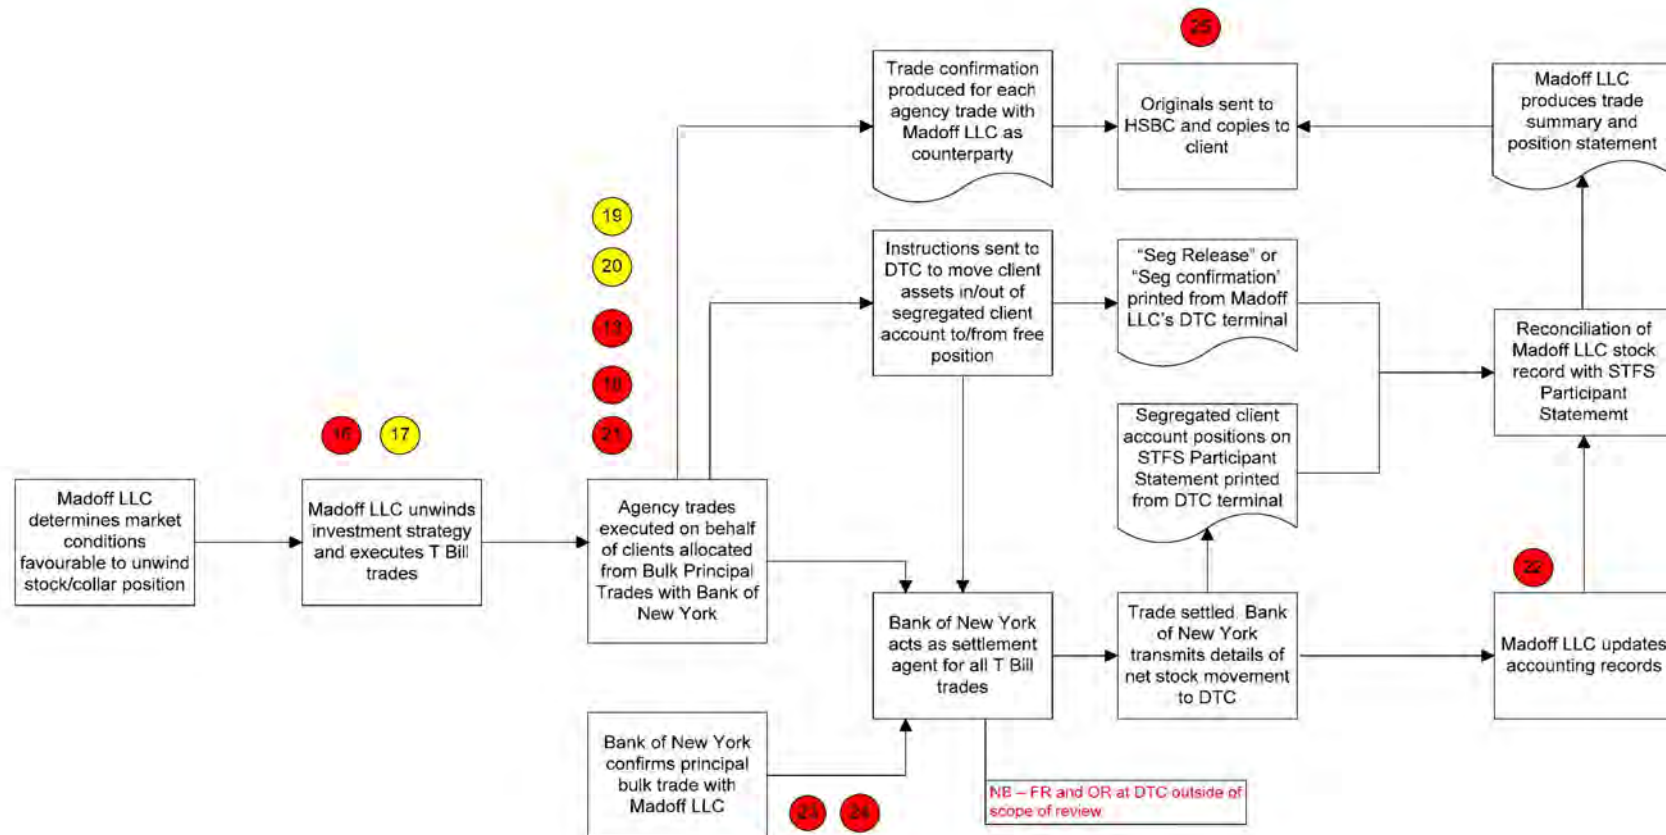 25
Trade confirmation
produced for each
agency trade with
Madoff LLC as
counterparty
Originals sent to
HSBC and copies to
client
Madoff LLC
produces trade
summary and
position statement
19
20
21
Instructions sent to
DTC to move client
assets in/out of
segregated client
account to/from free
position
“Seg Release” or
“Seg confirmation’
printed from Madoff
LLC’s DTC terminal
Reconciliation of
Madoff LLC stock
record with STFS
Participant
Statememt
17
Segregated client
account positions on
STFS Participant
Statement printed
from DTC terminal
Madoff LLC
determines market
conditions
favourable to unwind
stock/collar position
Madoff LLC unwinds
investment strategy
and executes T Bill
trades
Agency trades
executed on behalf
of clients allocated
from Bulk Principal
Trades with Bank of
New York
22
Bank of New York
acts as settlement
agent for all T Bill
trades
Trade settled. Bank
of New York
transmits details of
net stock movement
to DTC
Madoff LLC updates
accounting records
Bank of New York
confirms principal
bulk trade with
Madoff LLC
23
24
NB – FR and OR at DTC outside of
scope of review